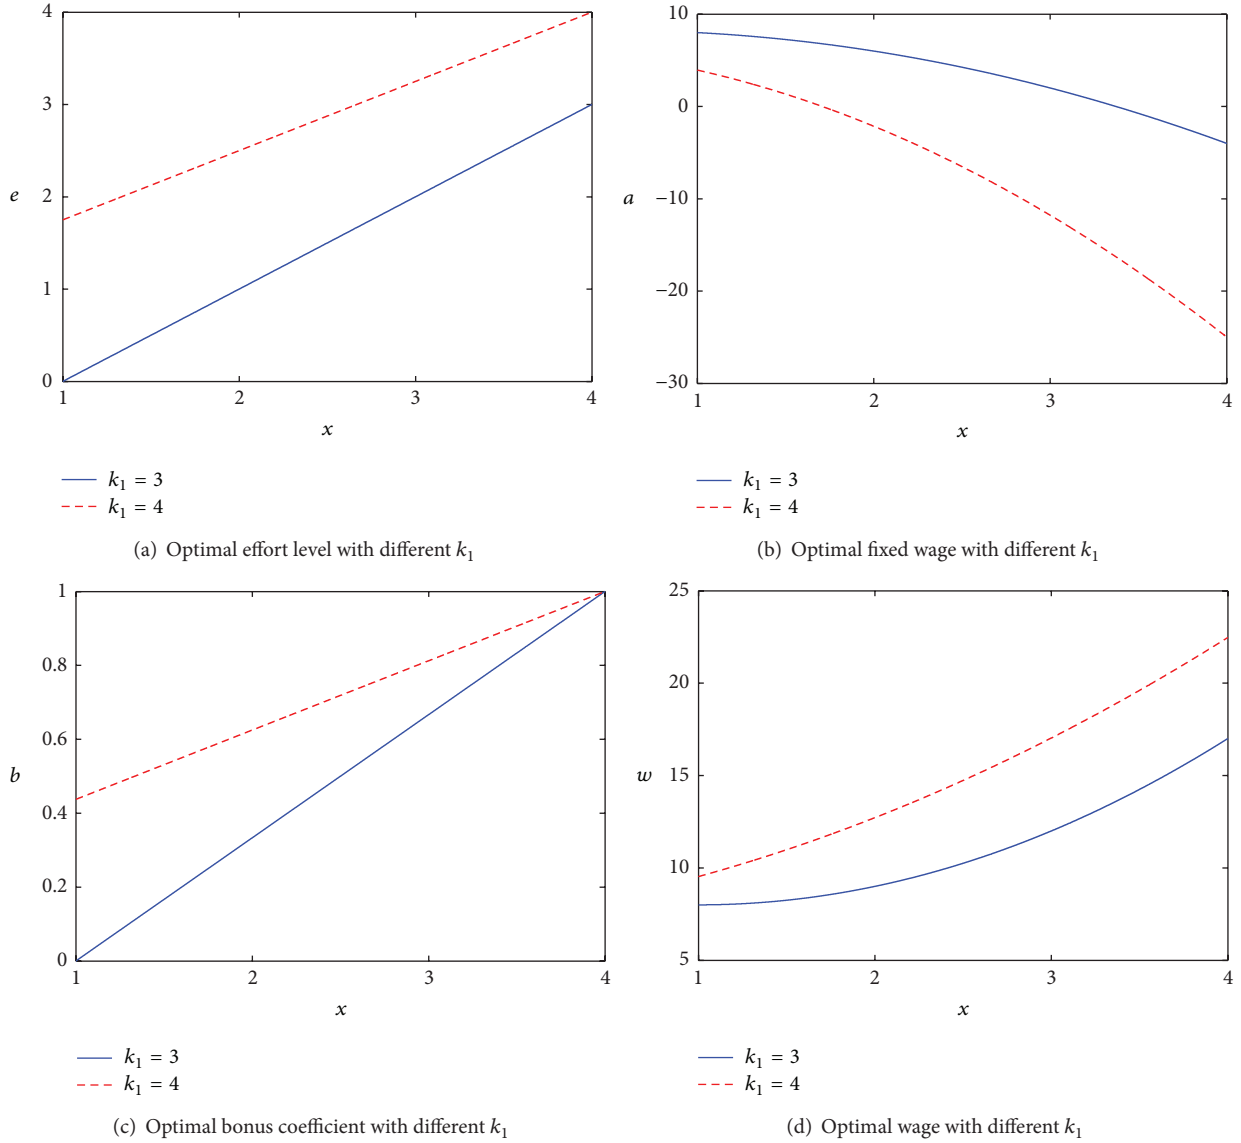 4
3
e 2
1
0
1 2 3 4
x
k₁ = 3
k₁ = 4
(a) Optimal effort level with different k₁
10
0
a −10
−20
−30
1 2 3 4
x
k₁ = 3
k₁ = 4
(b) Optimal fixed wage with different k₁
1
0.8
0.6
b
0.4
0.2
0
1 2 3 4
x
k₁ = 3
k₁ = 4
(c) Optimal bonus coefficient with different k₁
25
20
w 15
10
5
1 2 3 4
x
k₁ = 3
k₁ = 4
(d) Optimal wage with different k₁